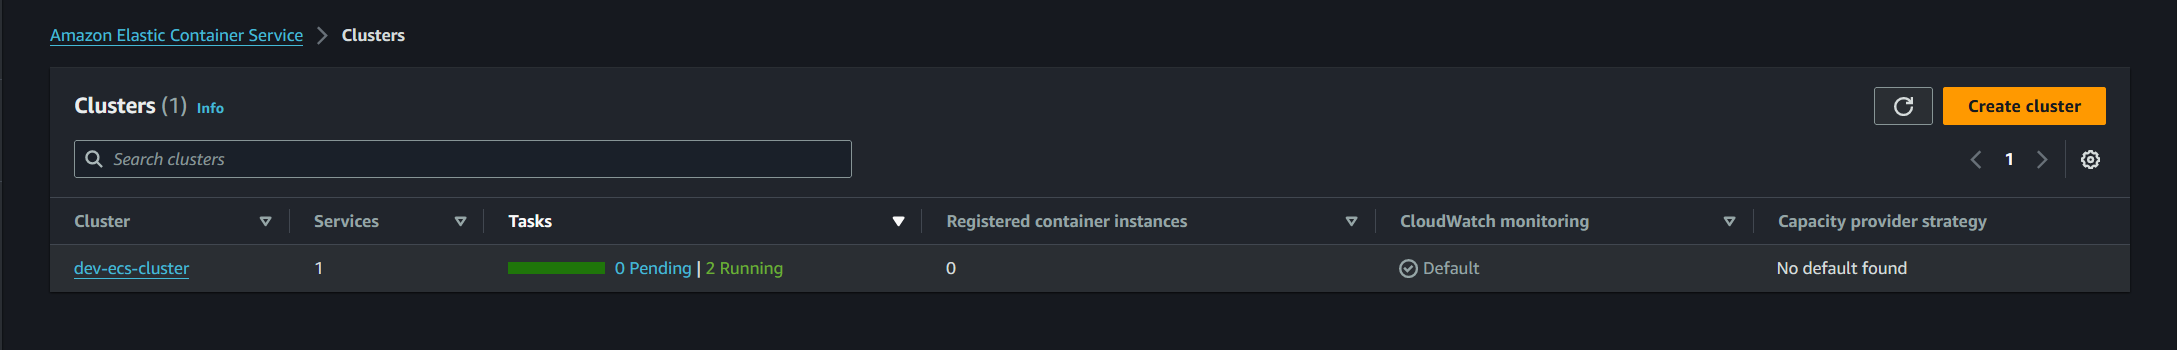 Amazon Elastic Container Service > Clusters
Clusters (1) Info
Create cluster
Search clusters
1
Cluster Services Tasks Registered container instances CloudWatch monitoring Capacity provider strategy
dev-ecs-cluster 1 0 Pending | 2 Running 0 Default No default found